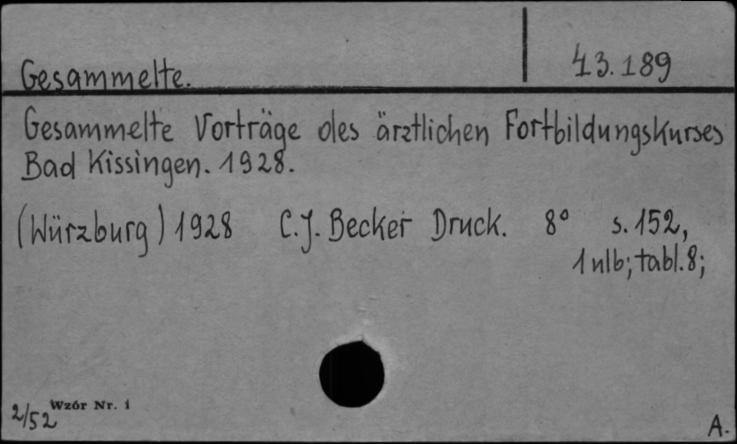 Gesammelte.
43.189
Gesammelte Vorträge des ärztlichen Fortbildungskurses
Bad Kissingen. 1928.
(Würzburg) 1928 C.J. Becker Druck. 8° s. 152,
1 nlb; tabl. 8;
Wzór Nr. 1
2/52
A.